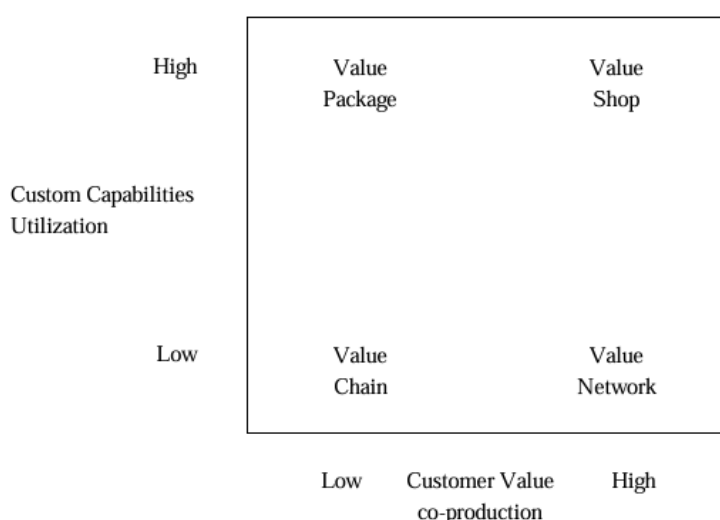 High Value Value
Package Shop
Custom Capabilities
Utilization
Low Value Value
Chain Network
Low Customer Value High
co-production